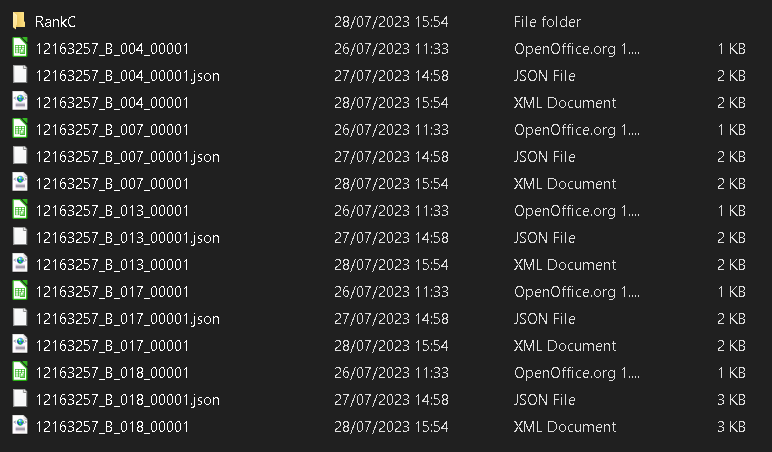 RankC 28/07/2023 15:54 File folder
12163257_B_004_00001 26/07/2023 11:33 OpenOffice.org 1.... 1 KB
12163257_B_004_00001.json 27/07/2023 14:58 JSON File 2 KB
12163257_B_004_00001 28/07/2023 15:54 XML Document 2 KB
12163257_B_007_00001 26/07/2023 11:33 OpenOffice.org 1.... 1 KB
12163257_B_007_00001.json 27/07/2023 14:58 JSON File 2 KB
12163257_B_007_00001 28/07/2023 15:54 XML Document 2 KB
12163257_B_013_00001 26/07/2023 11:33 OpenOffice.org 1.... 1 KB
12163257_B_013_00001.json 27/07/2023 14:58 JSON File 2 KB
12163257_B_013_00001 28/07/2023 15:54 XML Document 2 KB
12163257_B_017_00001 26/07/2023 11:33 OpenOffice.org 1.... 1 KB
12163257_B_017_00001.json 27/07/2023 14:58 JSON File 2 KB
12163257_B_017_00001 28/07/2023 15:54 XML Document 2 KB
12163257_B_018_00001 26/07/2023 11:33 OpenOffice.org 1.... 1 KB
12163257_B_018_00001.json 27/07/2023 14:58 JSON File 3 KB
12163257_B_018_00001 28/07/2023 15:54 XML Document 3 KB